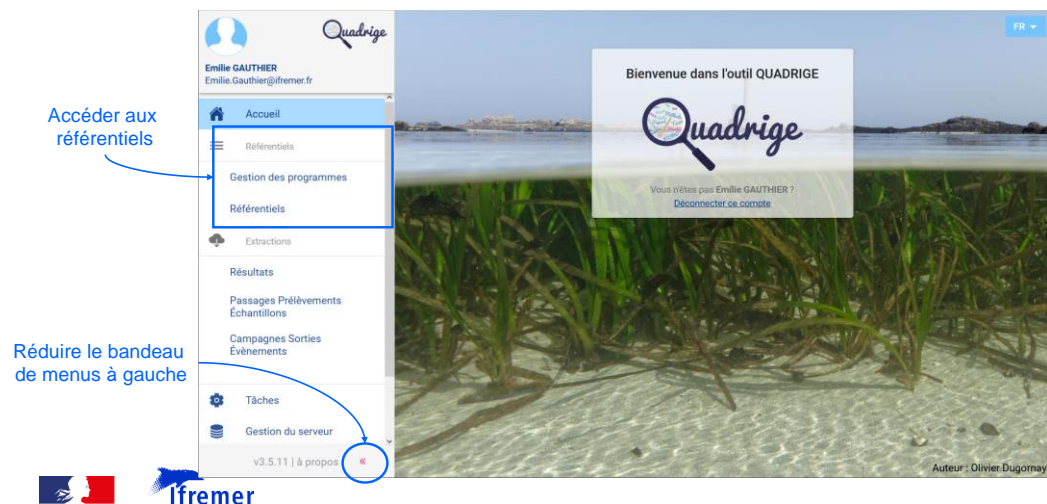 Quadrige
Emilie GAUTHIER
Emilie.Gauthier@ifremer.fr
FR
Accueil
Référentiels
Gestion des programmes
Référentiels
Extractions
Résultats
Passages Prélèvements
Échantillons
Campagnes Sorties
Évènements
Tâches
Gestion du serveur
v3.5.11 | à propos
«
Accéder aux
référentiels
Réduire le bandeau
de menus à gauche
Bienvenue dans l'outil QUADRIGE
Quadrige
Vous n'êtes pas Emilie GAUTHIER ?
Déconnecter ce compte
Auteur : Olivier Dugornay
Ifremer